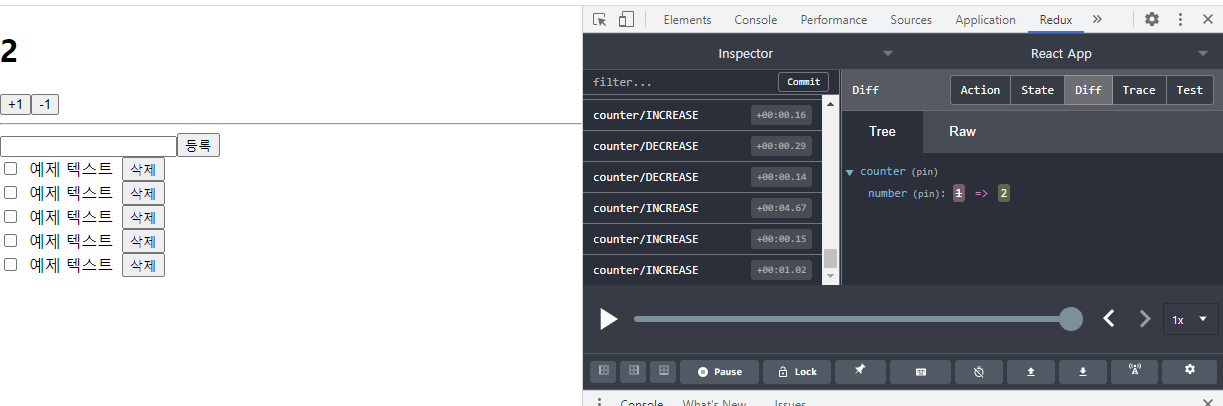 Elements Console Performance Sources Application Redux
2
Inspector React App
filter... Commit
Diff Action State Diff Trace Test
+1 -1
counter/INCREASE +00:00.16
Tree Raw
등록
counter/DECREASE +00:00.29
예제 텍스트 삭제
counter (pin)
counter/DECREASE +00:00.14
예제 텍스트 삭제
number (pin): 1 => 2
counter/INCREASE +00:04.67
예제 텍스트 삭제
counter/INCREASE +00:00.15
예제 텍스트 삭제
counter/INCREASE +00:01.02
예제 텍스트 삭제
1x
Pause Lock
Console What's New Issues